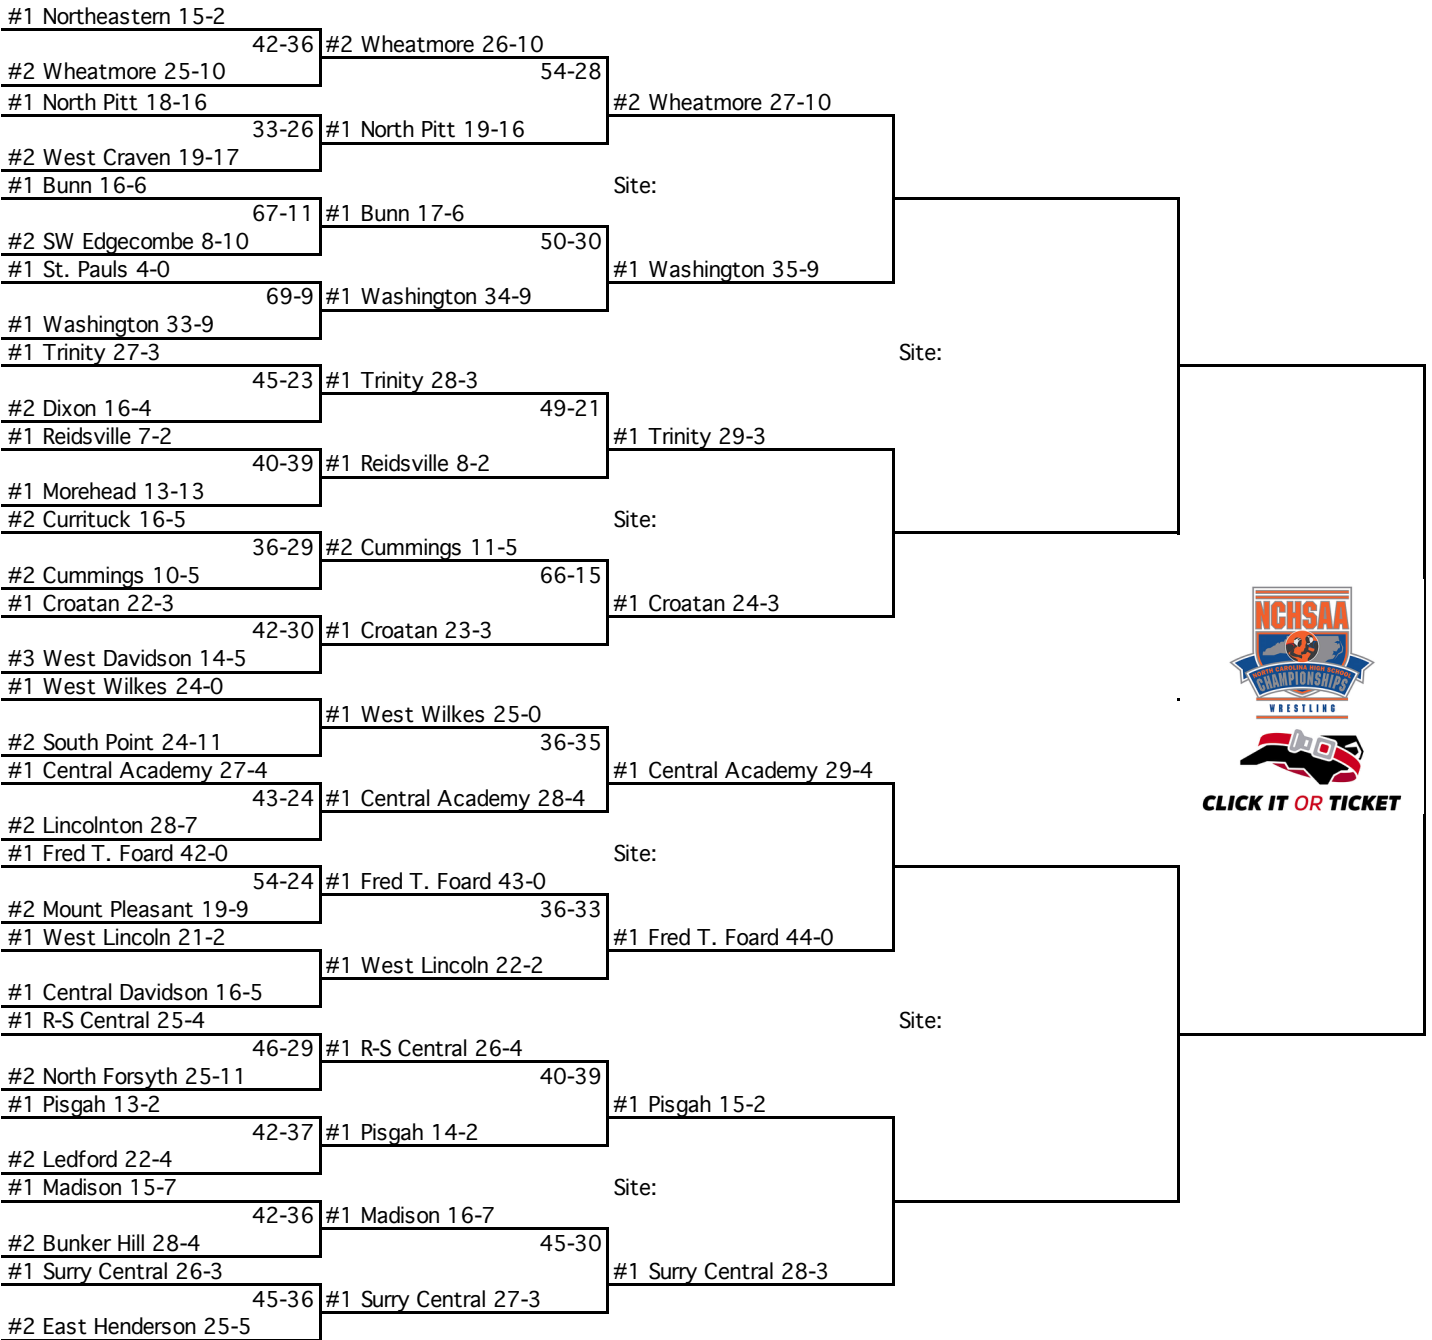 #1 Northeastern 15-2
42-36 #2 Wheatmore 26-10
#2 Wheatmore 25-10
54-28
#1 North Pitt 18-16
#2 Wheatmore 27-10
33-26 #1 North Pitt 19-16
#2 West Craven 19-17
#1 Bunn 16-6
Site:
67-11 #1 Bunn 17-6
#2 SW Edgecombe 8-10
50-30
#1 St. Pauls 4-0
#1 Washington 35-9
69-9 #1 Washington 34-9
#1 Washington 33-9
#1 Trinity 27-3
Site:
45-23 #1 Trinity 28-3
#2 Dixon 16-4
49-21
#1 Reidsville 7-2
#1 Trinity 29-3
40-39 #1 Reidsville 8-2
#1 Morehead 13-13
#2 Currituck 16-5
Site:
36-29 #2 Cummings 11-5
#2 Cummings 10-5
66-15
#1 Croatan 22-3
#1 Croatan 24-3
42-30 #1 Croatan 23-3
#3 West Davidson 14-5
#1 West Wilkes 24-0
#1 West Wilkes 25-0
#2 South Point 24-11
36-35
#1 Central Academy 27-4
#1 Central Academy 29-4
43-24 #1 Central Academy 28-4
#2 Lincolnton 28-7
#1 Fred T. Foard 42-0
Site:
54-24 #1 Fred T. Foard 43-0
#2 Mount Pleasant 19-9
36-33
#1 West Lincoln 21-2
#1 Fred T. Foard 44-0
#1 West Lincoln 22-2
#1 Central Davidson 16-5
#1 R-S Central 25-4
Site:
46-29 #1 R-S Central 26-4
#2 North Forsyth 25-11
40-39
#1 Pisgah 13-2
#1 Pisgah 15-2
42-37 #1 Pisgah 14-2
#2 Ledford 22-4
#1 Madison 15-7
Site:
42-36 #1 Madison 16-7
#2 Bunker Hill 28-4
45-30
#1 Surry Central 26-3
#1 Surry Central 28-3
45-36 #1 Surry Central 27-3
#2 East Henderson 25-5
NCHSAA
NORTH CAROLINA HIGH SCHOOL
CHAMPIONSHIPS
WRESTLING
CLICK IT OR TICKET